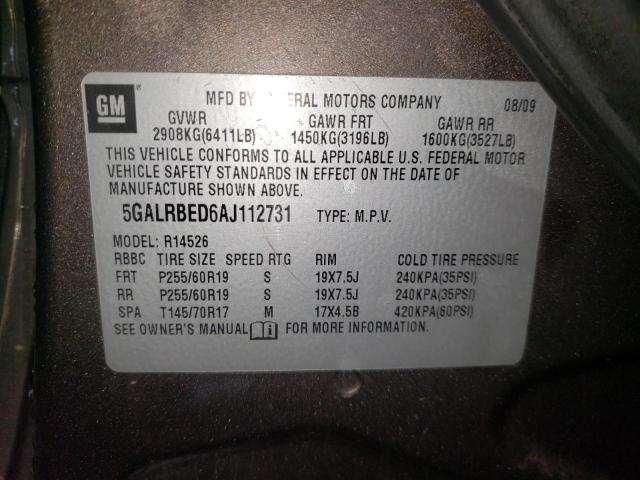 GM
MFD BY GENERAL MOTORS COMPANY 08/09
GVWR GAWR FRT GAWR RR
2908KG(6411LB) 1450KG(3196LB) 1600KG(3527LB)
THIS VEHICLE CONFORMS TO ALL APPLICABLE U.S. FEDERAL MOTOR
VEHICLE SAFETY STANDARDS IN EFFECT ON THE DATE OF
MANUFACTURE SHOWN ABOVE.
5GALRBED6AJ112731 TYPE: M.P.V.
MODEL: R14526
RBBC TIRE SIZE SPEED RTG RIM COLD TIRE PRESSURE
FRT P255/60R19 S 19X7.5J 240KPA(35PSI)
RR P255/60R19 S 19X7.5J 240KPA(35PSI)
SPA T145/70R17 M 17X4.5B 420KPA(60PSI)
SEE OWNER'S MANUAL FOR MORE INFORMATION.